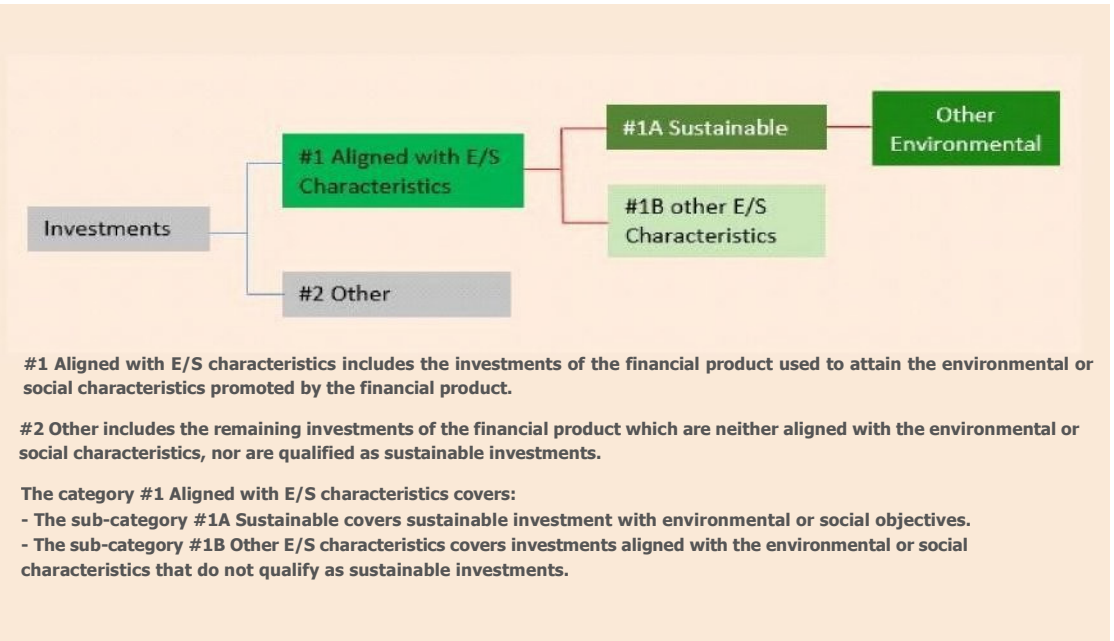 Other
Environmental
#1A Sustainable
#1 Aligned with E/S
Characteristics
#1B other E/S
Characteristics
Investments
#2 Other
#1 Aligned with E/S characteristics includes the investments of the financial product used to attain the environmental or
social characteristics promoted by the financial product.
#2 Other includes the remaining investments of the financial product which are neither aligned with the environmental or
social characteristics, nor are qualified as sustainable investments.
The category #1 Aligned with E/S characteristics covers:
- The sub-category #1A Sustainable covers sustainable investment with environmental or social objectives.
- The sub-category #1B Other E/S characteristics covers investments aligned with the environmental or social
characteristics that do not qualify as sustainable investments.